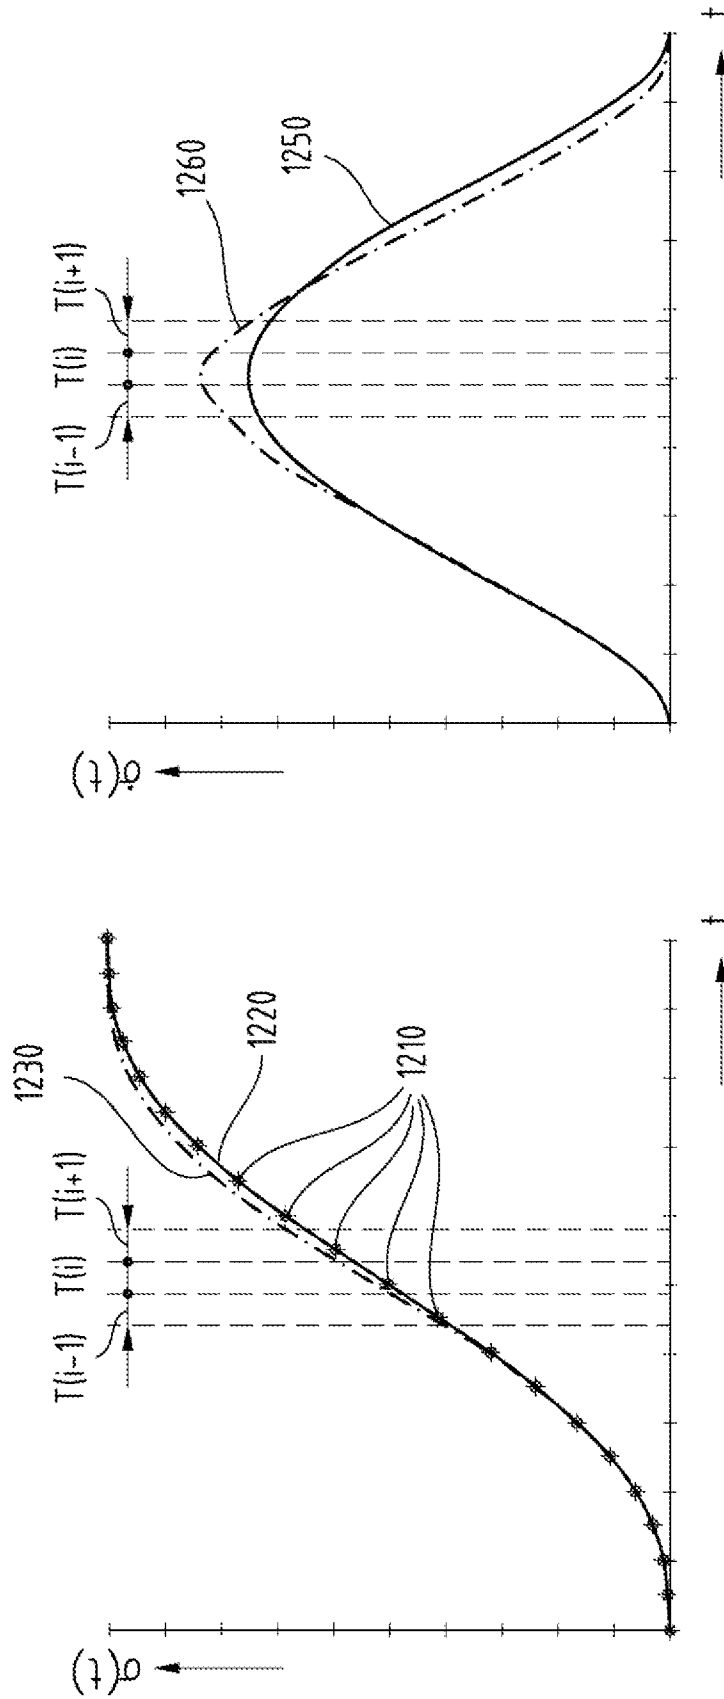 σ(t)
T(i−1)
T(i)
T(i+1)
1230
1220
1210
t
σ̇(t)
T(i−1)
T(i)
T(i+1)
1260
1250
t